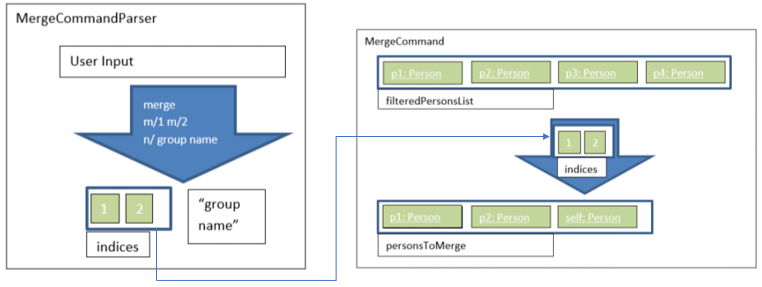 MergeCommandParser
User Input
merge
m/1 m/2
n/ group name
1 2
indices
“group
name”
MergeCommand
p1: Person p2: Person p3: Person p4: Person
filteredPersonsList
1 2
indices
p1: Person p2: Person self: Person
personsToMerge